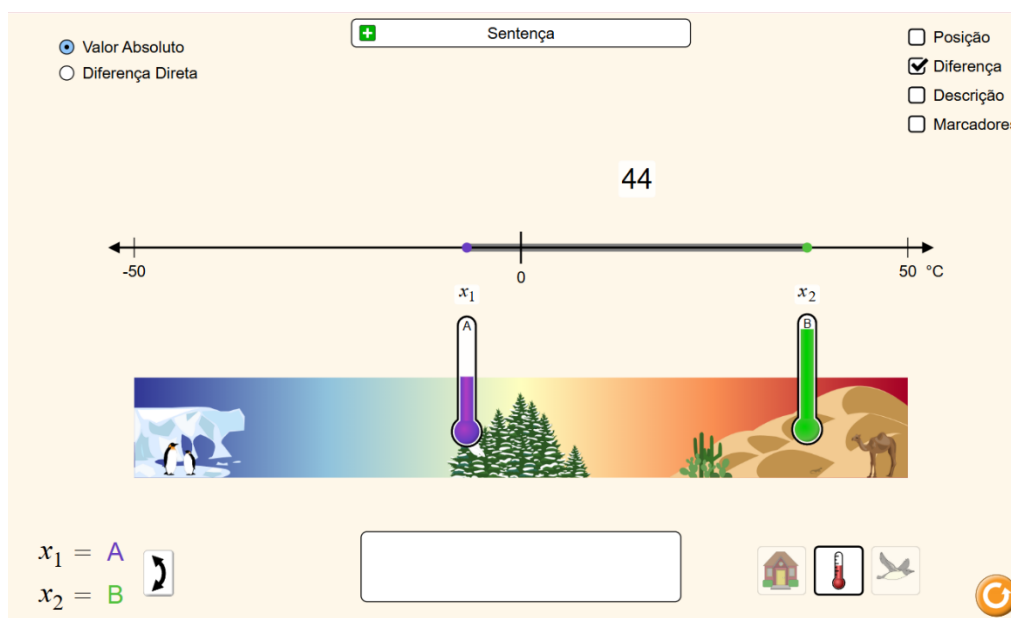 Valor Absoluto
Diferença Direta
Sentença
Posição
Diferença
Descrição
Marcadores
44
-50
0
50 °C
x₁
x₂
A
B
x₁ = A
x₂ = B